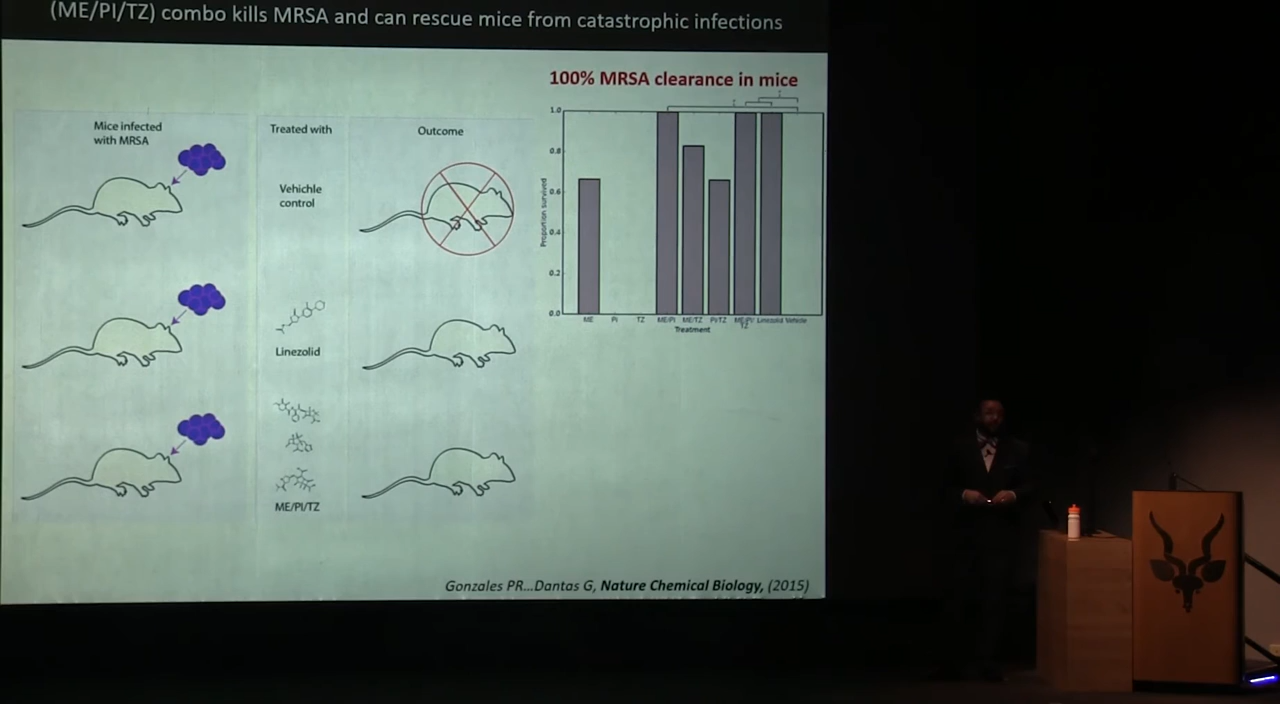 (ME/PI/TZ) combo kills MRSA and can rescue mice from catastrophic infections
100% MRSA clearance in mice
Mice infected
with MRSA
Treated with
Outcome
Vehichle
control
Linezolid
ME/PI/TZ
1.0
0.8
0.6
0.4
0.2
0.0
Proportion survived
ME PI TZ ME/PI ME/TZ PI/TZ ME/PI/ Linezolid Vehicle
TZ
Treatment
Gonzales PR...Dantas G, Nature Chemical Biology, (2015)